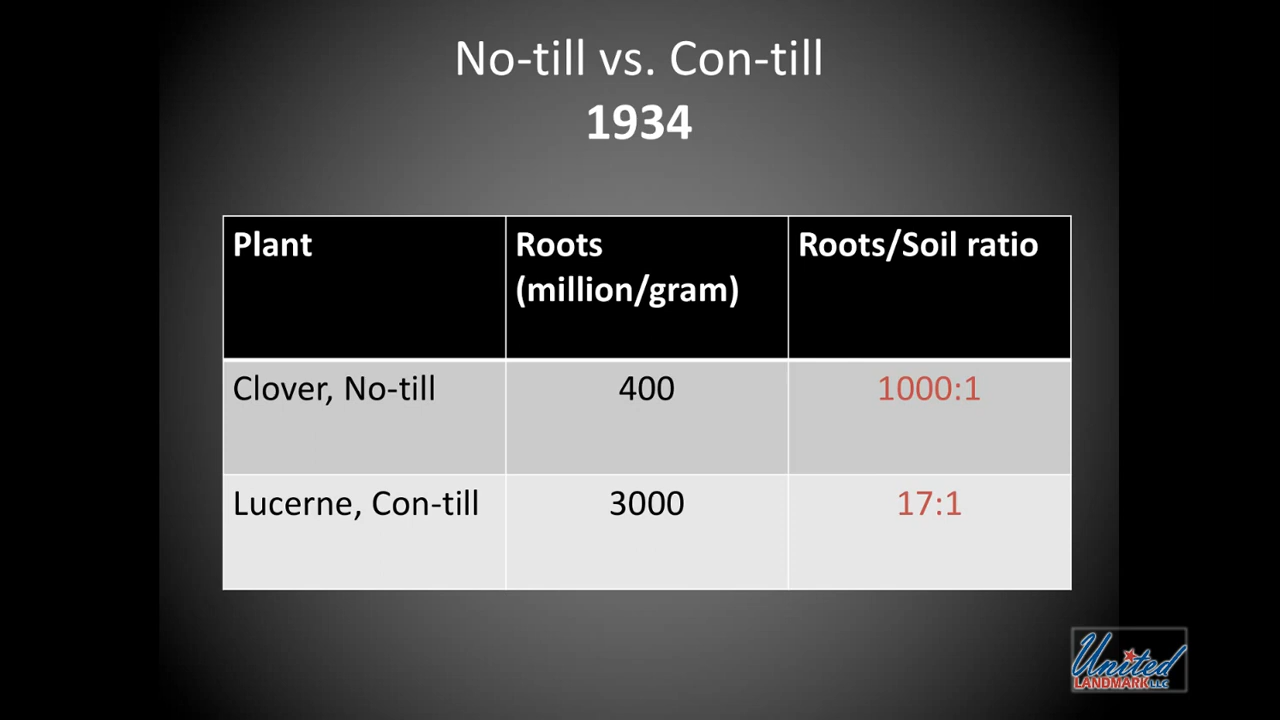 No-till vs. Con-till
1934
Plant
Roots
(million/gram)
Roots/Soil ratio
Clover, No-till
400
1000:1
Lucerne, Con-till
3000
17:1
United
LANDMARK LLC